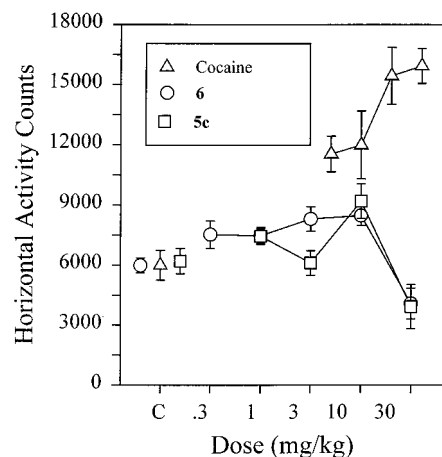 18000
15000
12000
9000
6000
3000
0
Horizontal Activity Counts
Cocaine
6
5c
C .3 1 3 10 30
Dose (mg/kg)